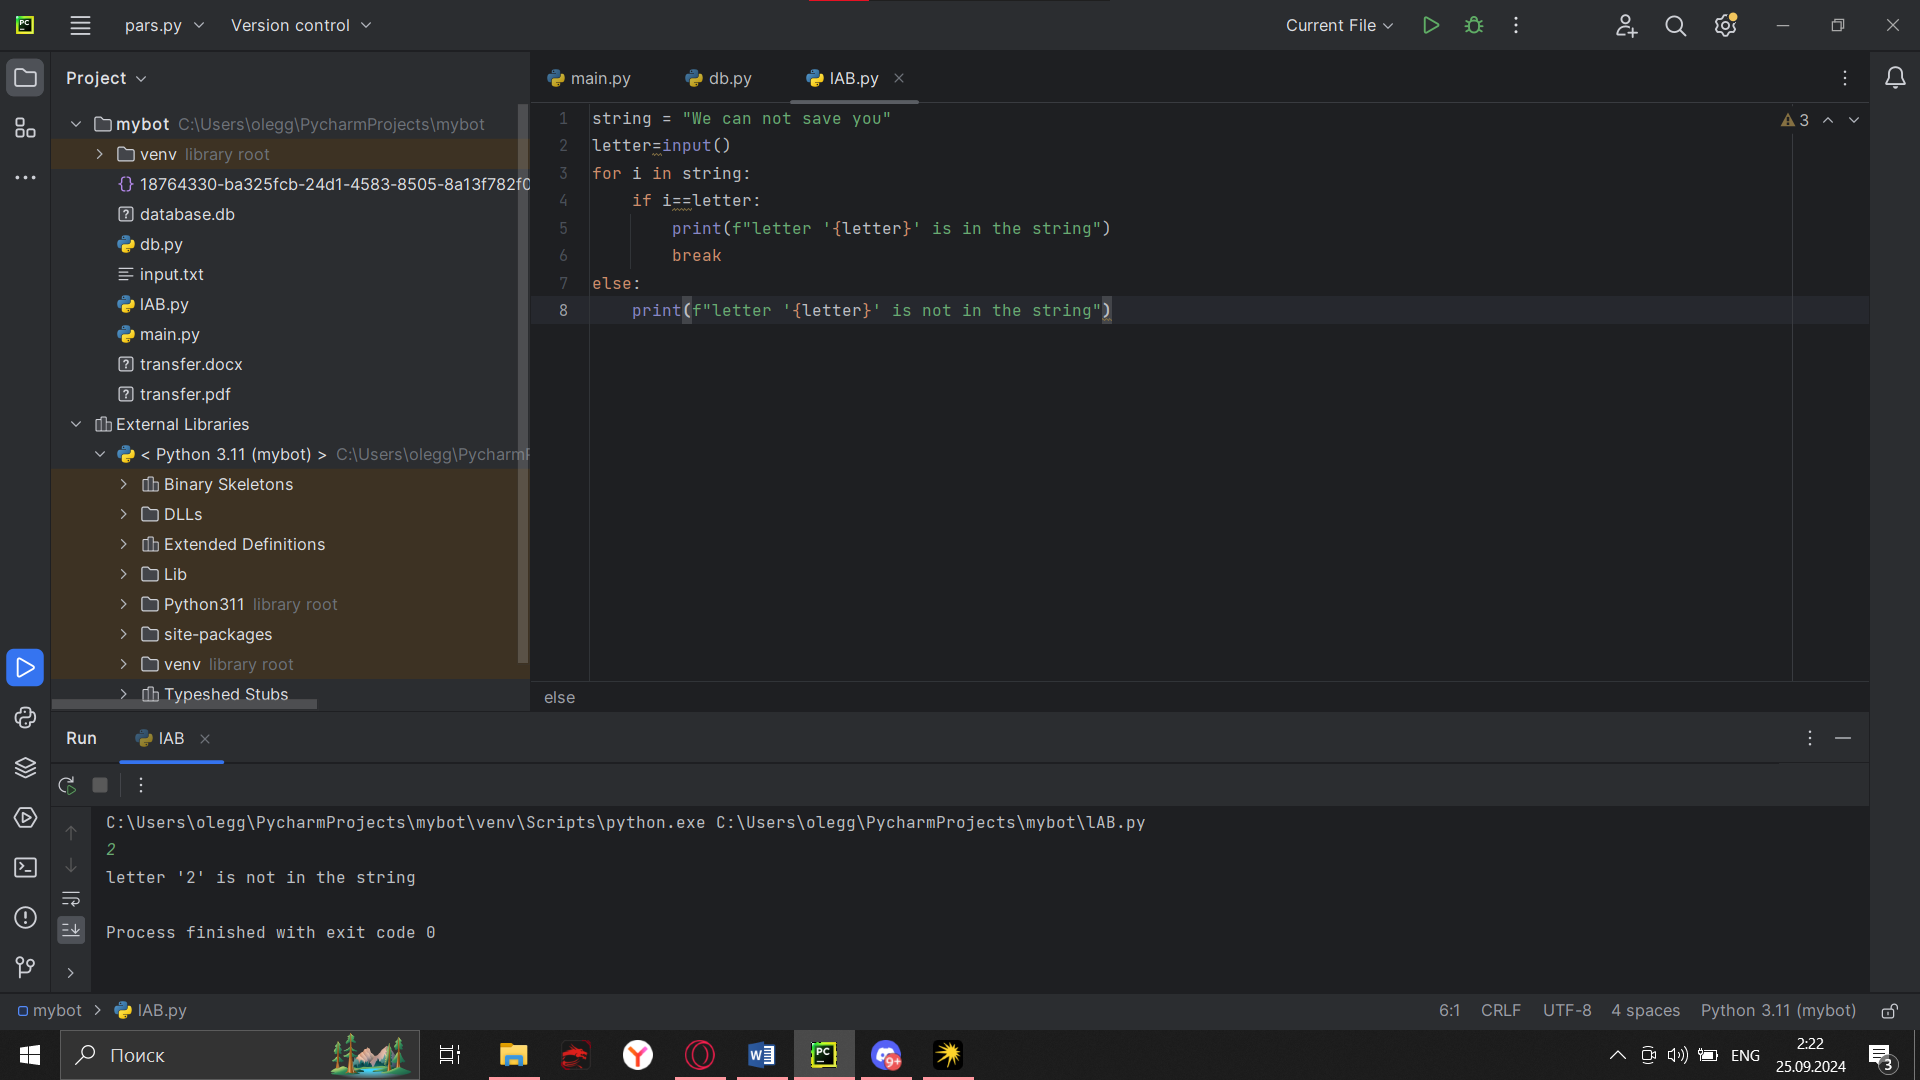 pars.py
Version control
Current File
Project
main.py
db.py
lAB.py
mybot C:\Users\olegg\PycharmProjects\mybot
venv library root
18764330-ba325fcb-24d1-4583-8505-8a13f782f0
database.db
db.py
input.txt
lAB.py
main.py
transfer.docx
transfer.pdf
External Libraries
< Python 3.11 (mybot) > C:\Users\olegg\Pycharm
Binary Skeletons
DLLs
Extended Definitions
Lib
Python311 library root
site-packages
venv library root
Typeshed Stubs
3
1 string = "We can not save you"
2 letter=input()
3 for i in string:
4     if i==letter:
5         print(f"letter '{letter}' is in the string")
6         break
7 else:
8     print(f"letter '{letter}' is not in the string")
else
Run
lAB
C:\Users\olegg\PycharmProjects\mybot\venv\Scripts\python.exe C:\Users\olegg\PycharmProjects\mybot\lAB.py
2
letter '2' is not in the string
Process finished with exit code 0
mybot > lAB.py
6:1 CRLF UTF-8 4 spaces Python 3.11 (mybot)
Поиск
9+
ENG
2:22
25.09.2024
3